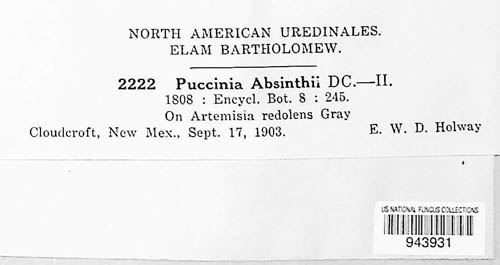 NORTH AMERICAN UREDINALES.
ELAM BARTHOLOMEW.
2222 Puccinia Absinthii DC.—II.
1808 : Encycl. Bot. 8 : 245.
On Artemisia redolens Gray
Cloudcroft, New Mex., Sept. 17, 1903. E. W. D. Holway
US NATIONAL FUNGUS COLLECTIONS
943931